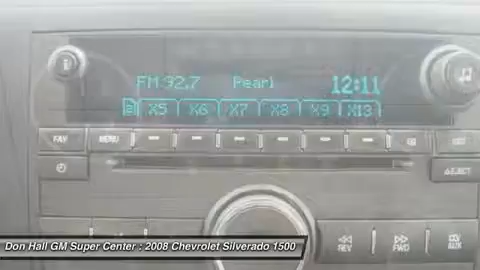 FM 92.7 Pearl 12:11
2 X5 X6 X7 X8 X9 X13
FAV MENU
EJECT
REV FWD AUX
Don Hall GM Super Center : 2008 Chevrolet Silverado 1500